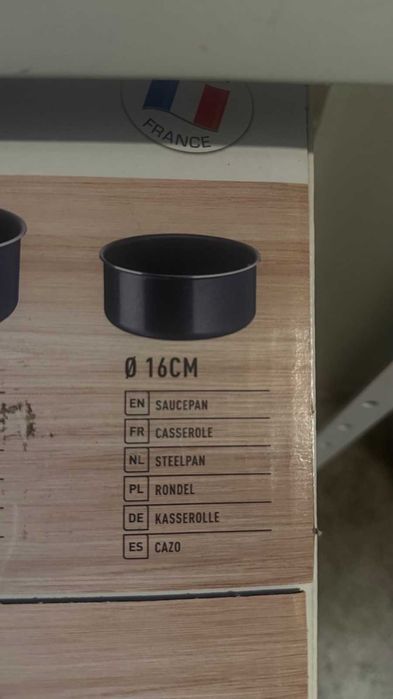 FRANCE
Ø 16CM
EN SAUCEPAN
FR CASSEROLE
NL STEELPAN
PL RONDEL
DE KASSEROLLE
ES CAZO